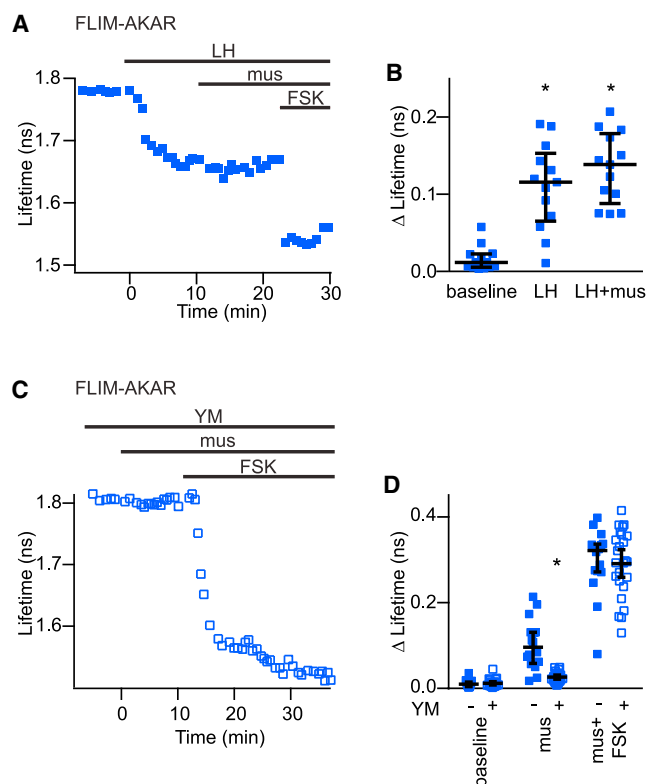 A
FLIM-AKAR
LH
mus
FSK
1.8
1.7
1.6
1.5
Lifetime (ns)
0
10
20
30
Time (min)
B
*
*
0.2
0.1
0.0
Δ Lifetime (ns)
baseline
LH
LH+mus
C
FLIM-AKAR
YM
mus
FSK
1.8
1.7
1.6
Lifetime (ns)
0
10
20
30
Time (min)
D
*
0.4
0.2
0.0
Δ Lifetime (ns)
YM - + - + - +
baseline
mus
mus+
FSK